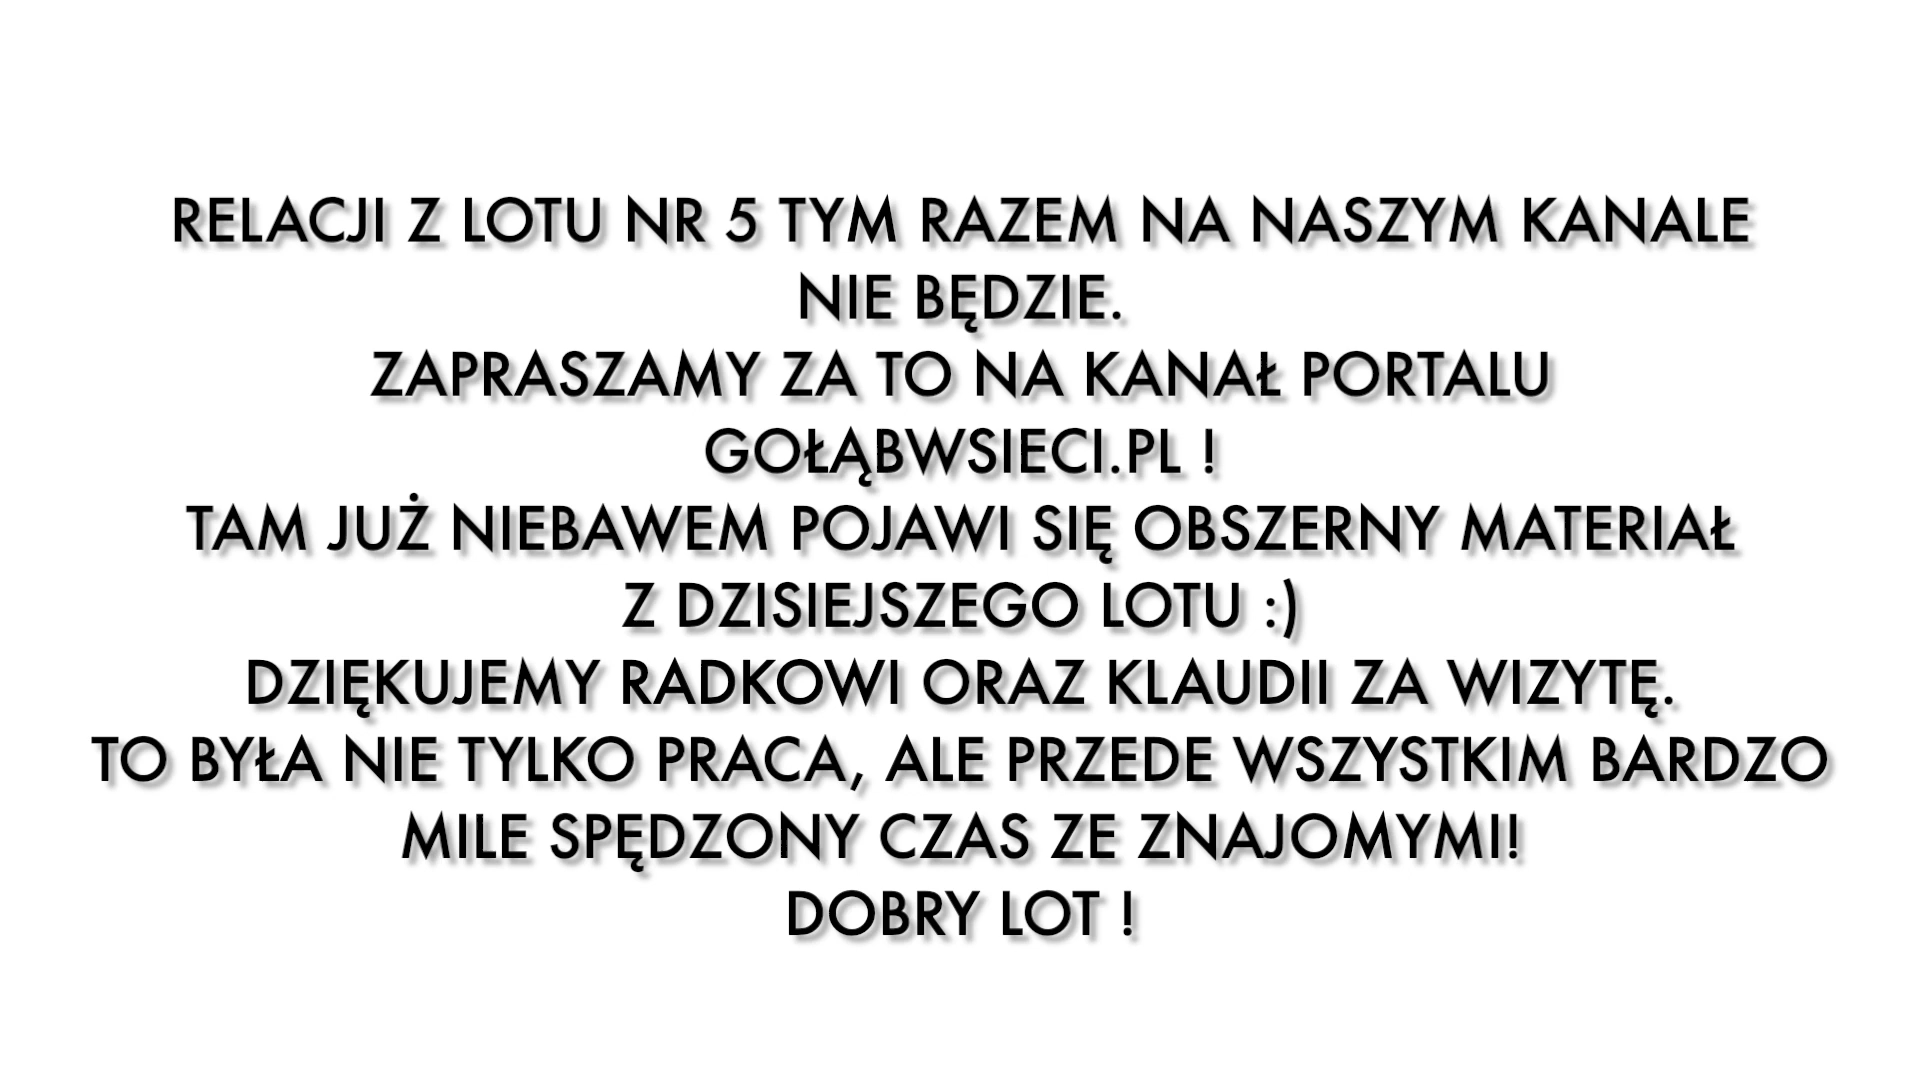 RELACJI Z LOTU NR 5 TYM RAZEM NA NASZYM KANALE
NIE BĘDZIE.
ZAPRASZAMY ZA TO NA KANAŁ PORTALU
GOŁĄBWSIECI.PL !
TAM JUŻ NIEBAWEM POJAWI SIĘ OBSZERNY MATERIAŁ
Z DZISIEJSZEGO LOTU :)
DZIĘKUJEMY RADKOWI ORAZ KLAUDII ZA WIZYTĘ.
TO BYŁA NIE TYLKO PRACA, ALE PRZEDE WSZYSTKIM BARDZO
MILE SPĘDZONY CZAS ZE ZNAJOMYMI!
DOBRY LOT !